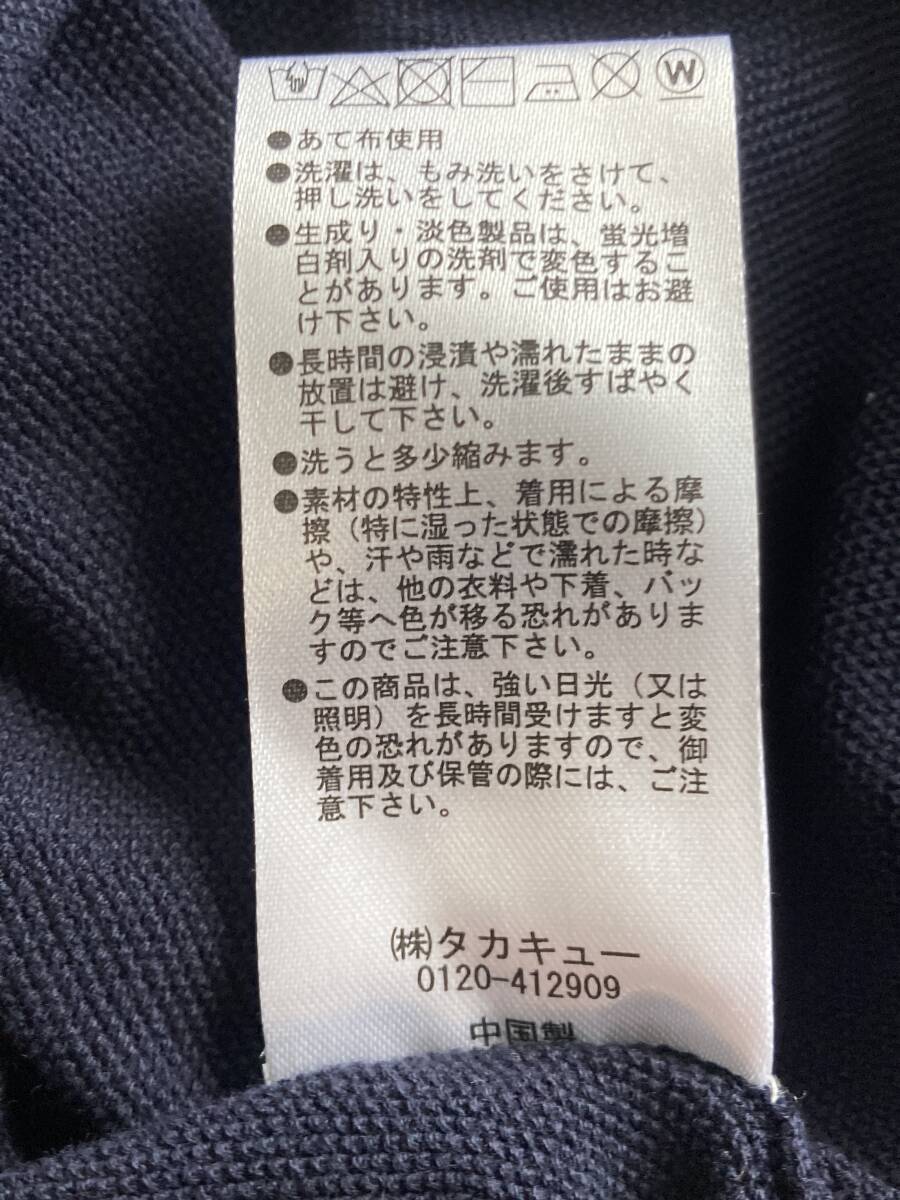 W
●あて布使用
●洗濯は、もみ洗いをさけて、
押し洗いをしてください。
●生成り・淡色製品は、蛍光増
白剤入りの洗剤で変色するこ
とがあります。ご使用はお避
け下さい。
●長時間の浸漬や濡れたままの
放置は避け、洗濯後すばやく
干して下さい。
●洗うと多少縮みます。
●素材の特性上、着用による摩
擦(特に湿った状態での摩擦)
や、汗や雨などで濡れた時な
どは、他の衣料や下着、バッ
ク等へ色が移る恐れがありま
すのでご注意下さい。
●この商品は、強い日光(又は
照明)を長時間受けますと変
色の恐れがありますので、御
着用及び保管の際には、ご注
意下さい。
㈱タカキュー
0120-412909
中国製